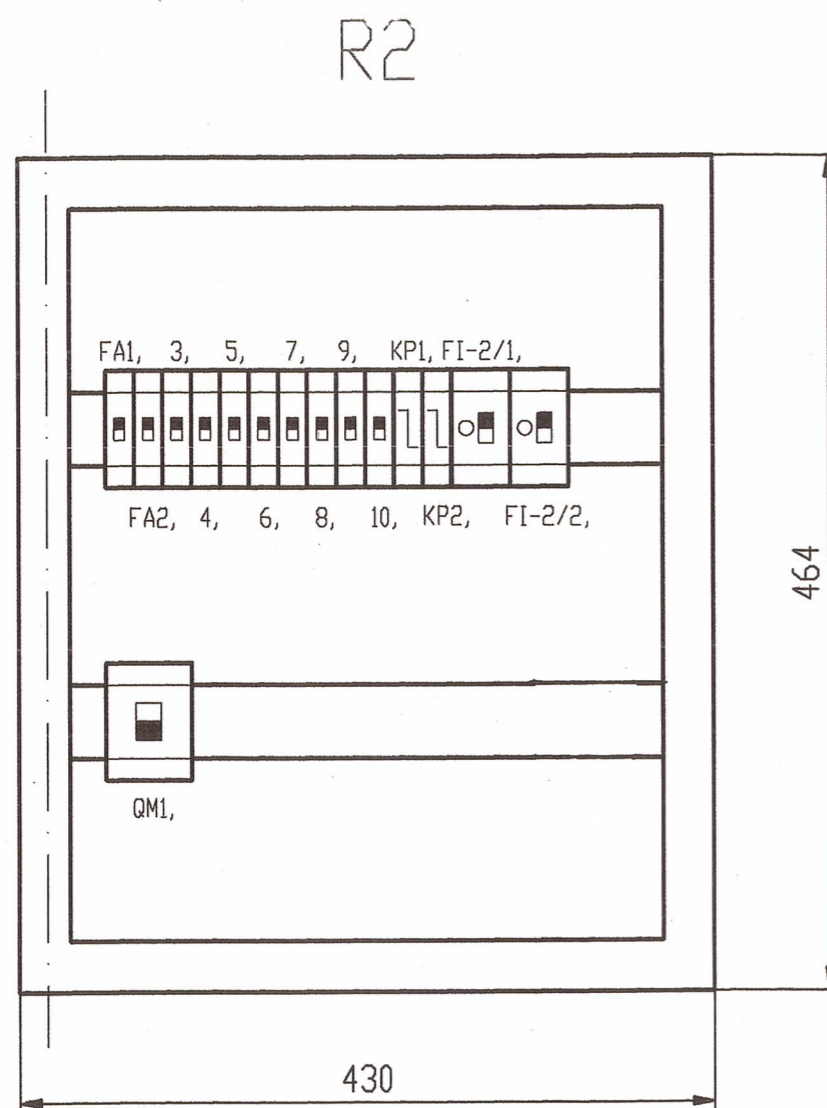 R2
FA1, 3, 5, 7, 9, KP1, FI-2/1,
FA2, 4, 6, 8, 10, KP2, FI-2/2,
464
QM1,
430